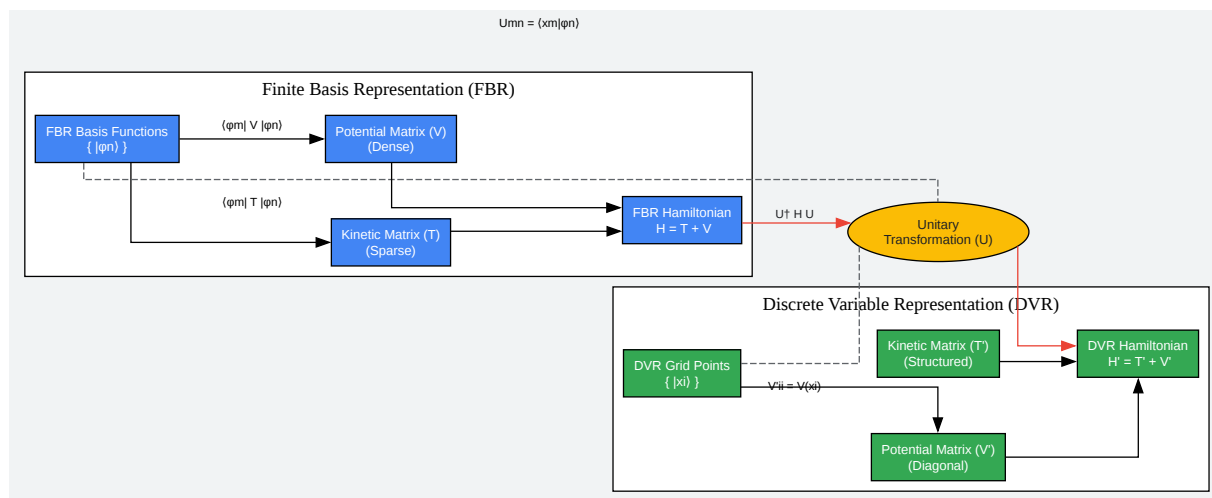 Umn = ⟨xm|φn⟩
Finite Basis Representation (FBR)
FBR Basis Functions
{ |φn⟩ }
⟨φm| V |φn⟩
Potential Matrix (V)
(Dense)
⟨φm| T |φn⟩
Kinetic Matrix (T)
(Sparse)
FBR Hamiltonian
H = T + V
U† H U
Unitary
Transformation (U)
Discrete Variable Representation (DVR)
DVR Grid Points
{ |xi⟩ }
V'ii = V(xi)
Kinetic Matrix (T')
(Structured)
DVR Hamiltonian
H' = T' + V'
Potential Matrix (V')
(Diagonal)